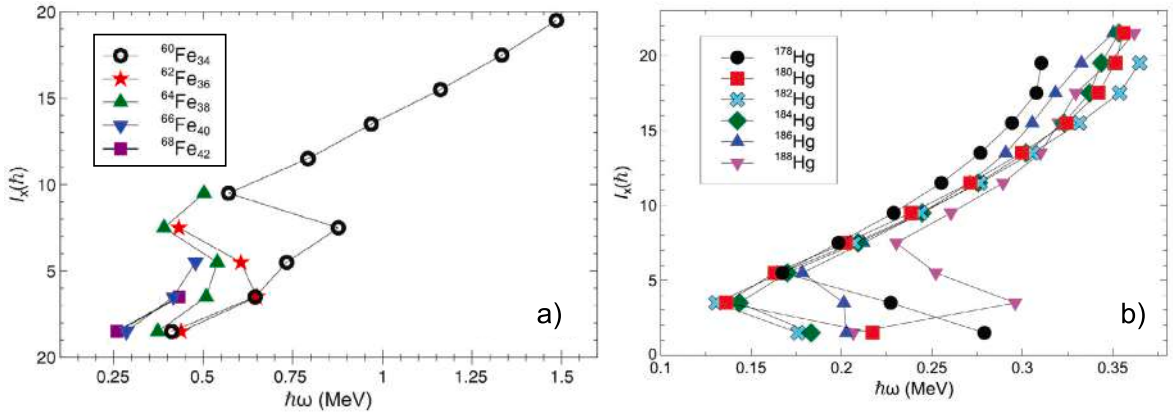 20
15
10
5
20
I_x(ℏ)
⁶⁰Fe₃₄
⁶²Fe₃₆
⁶⁴Fe₃₈
⁶⁶Fe₄₀
⁶⁸Fe₄₂
a)
0.25 0.5 0.75 1 1.25 1.5
ℏω (MeV)
20
15
10
5
0
I_x(ℏ)
¹⁷⁸Hg
¹⁸⁰Hg
¹⁸²Hg
¹⁸⁴Hg
¹⁸⁶Hg
¹⁸⁸Hg
b)
0.1 0.15 0.2 0.25 0.3 0.35
ℏω (MeV)